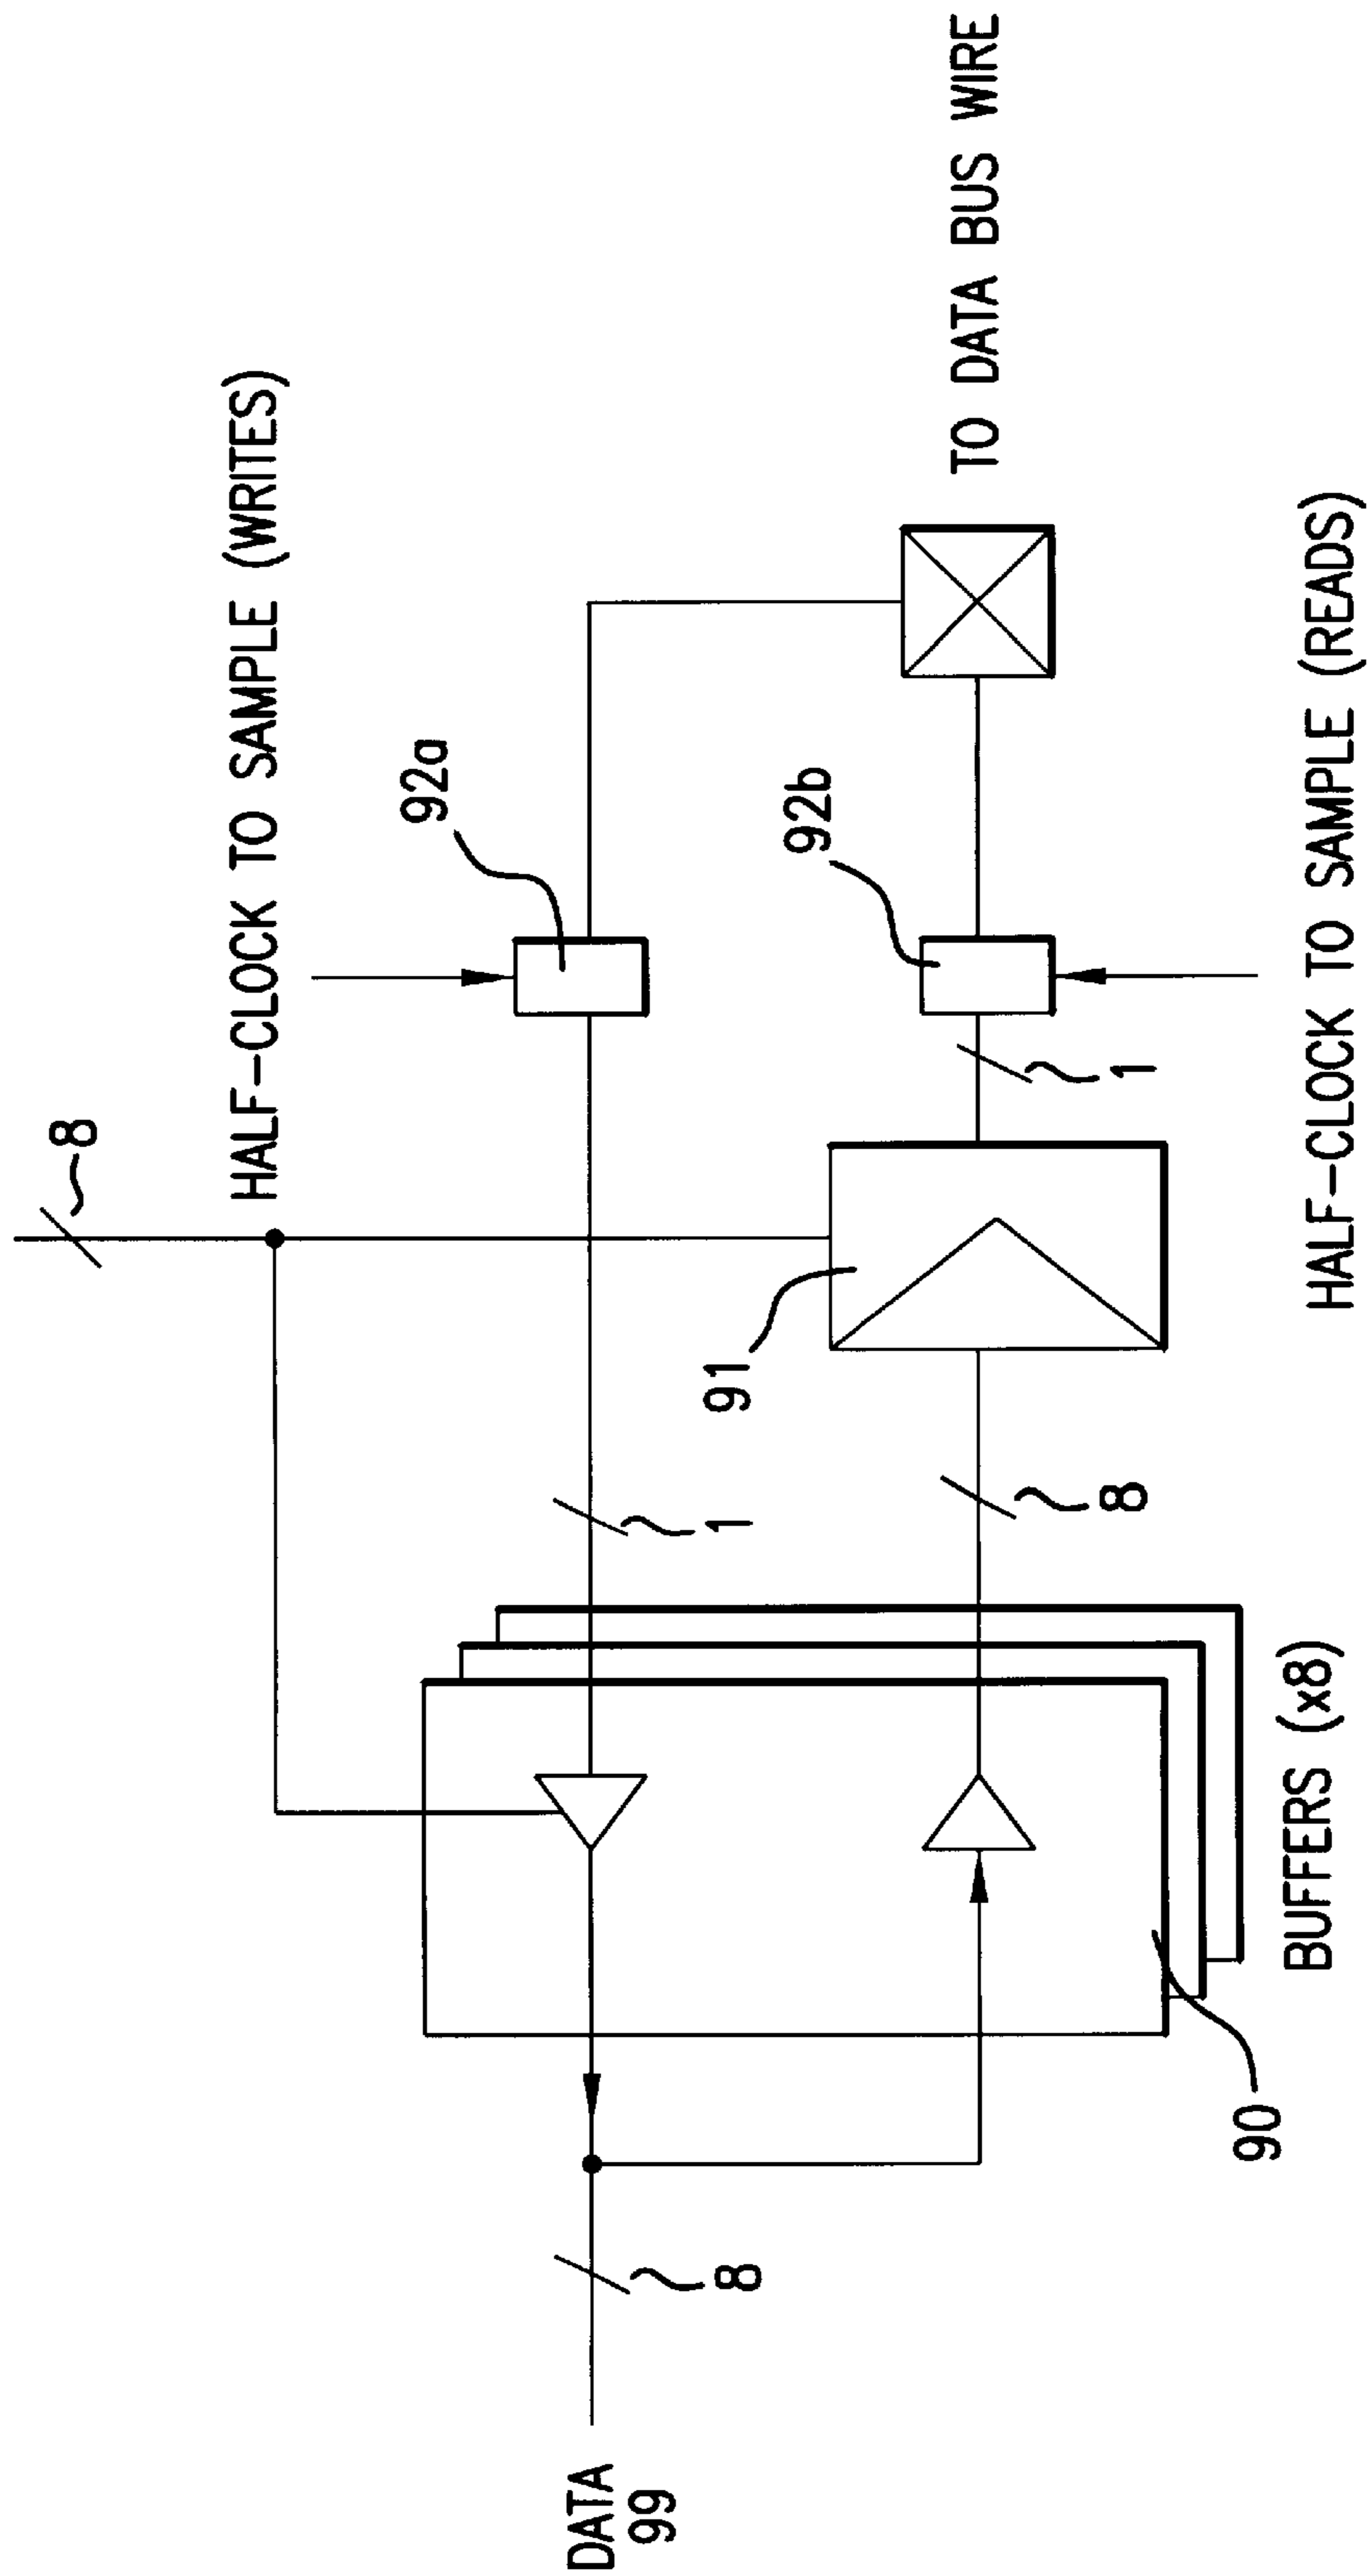 8
HALF-CLOCK TO SAMPLE (WRITES)
92a
1
8
DATA
99
91
92b
TO DATA BUS WIRE
8
1
90
BUFFERS (x8)
HALF-CLOCK TO SAMPLE (READS)